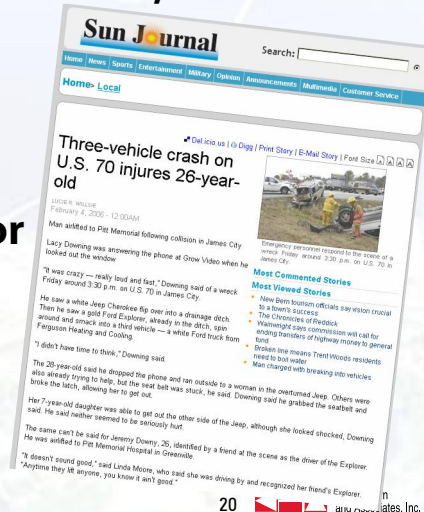 Sun Journal
Search:
Home | News | Sports | Entertainment | Military | Opinion | Announcements | Multimedia | Customer Service
Home> Local
Del.icio.us | Digg | Print Story | E-Mail Story | Font Size A A A A
Three-vehicle crash on
U.S. 70 injures 26-year-
old
February 4, 2006 - 12:00AM
Man airlifted to Pitt Memorial following collision in James City
Emergency personnel respond to the scene of a
wreck Friday around 3:30 p.m. on U.S. 70 in
James City.
Lacy Downing was answering the phone at Grow Video when he
looked out the window
"It was crazy — really loud and fast," Downing said of a wreck
Friday around 3:30 p.m. on U.S. 70 in James City.
He saw a white Jeep Cherokee flip over into a drainage ditch.
Then he saw a gold Ford Explorer, already in the ditch, spin
around and smack into a third vehicle — a white Ford truck from
Ferguson Heating and Cooling.
"I didn't have time to think," Downing said.
Most Commented Stories
Most Viewed Stories
New Bern tourism officials say vision crucial
to a town's success
The Chronicles of Reddick
Wainwright says commission will call for
ending transfers of highway money to general
fund
Broken line means Trent Woods residents
need to boil water
Man charged with breaking into vehicles
The 28-year-old said he dropped the phone and ran outside to a woman in the overturned Jeep. Others were
also already trying to help, but the seat belt was stuck, he said. Downing said he grabbed the seatbelt and
broke the latch, allowing her to get out.
Her 7-year-old daughter was able to get out the other side of the Jeep, although she looked shocked, Downing
said. He said neither seemed to be seriously hurt.
The same can't be said for Jeremy Downy, 26, identified by a friend at the scene as the driver of the Explorer.
He was airlifted to Pitt Memorial Hospital in Greenville.
"It doesn't sound good," said Linda Moore, who said she was driving by and recognized her friend's Explorer.
"Anytime they lift anyone, you know it ain't good."
or
20
and Associates, Inc.